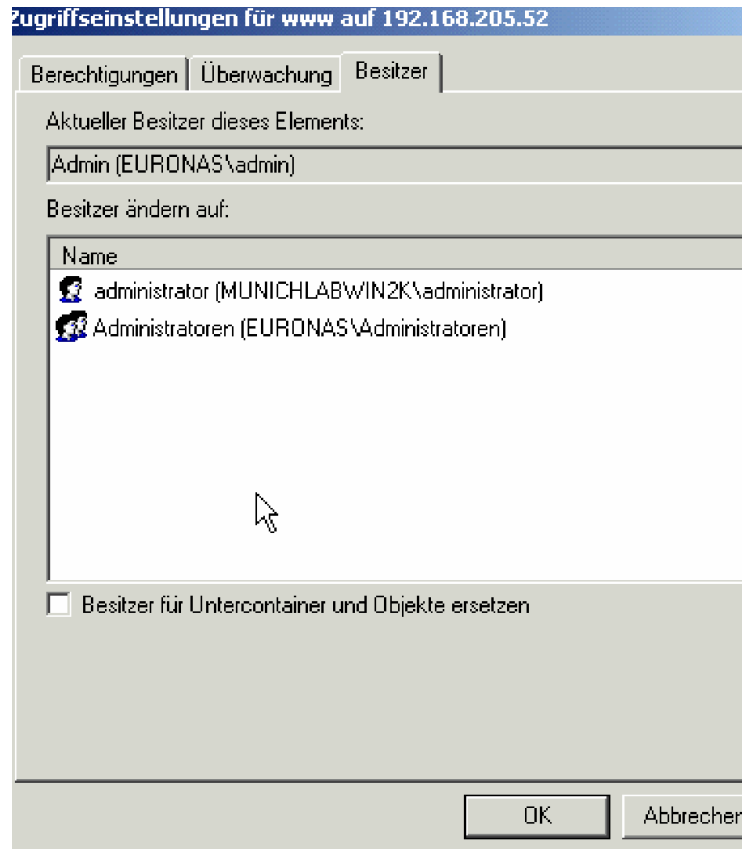 Zugriffseinstellungen für www auf 192.168.205.52
Berechtigungen Überwachung Besitzer
Aktueller Besitzer dieses Elements:
Admin (EURONAS\admin)
Besitzer ändern auf:
Name
administrator (MUNICHLABWIN2K\administrator)
Administratoren (EURONAS\Administratoren)
Besitzer für Untercontainer und Objekte ersetzen
OK Abbrechen